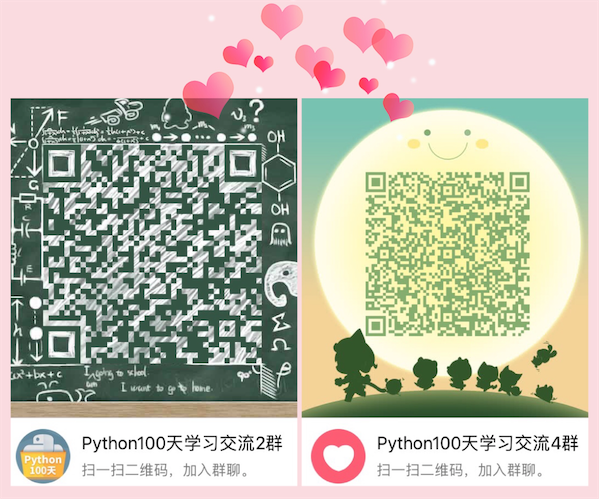 F
?
OH
OH
ax²+bx+c
I going to school.
I want to go to home.
Python
100天
Python100天学习交流2群
扫一扫二维码，加入群聊。
Python100天学习交流4群
扫一扫二维码，加入群聊。